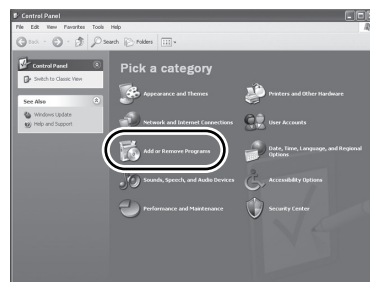 Control Panel
File Edit View Favorites Tools Help
Back Search Folders
Control Panel
Switch to Classic View
See Also
Windows Update
Help and Support
Pick a category
Appearance and Themes
Printers and Other Hardware
Network and Internet Connections
User Accounts
Add or Remove Programs
Date, Time, Language, and Regional
Options
Sounds, Speech, and Audio Devices
Accessibility Options
Performance and Maintenance
Security Center